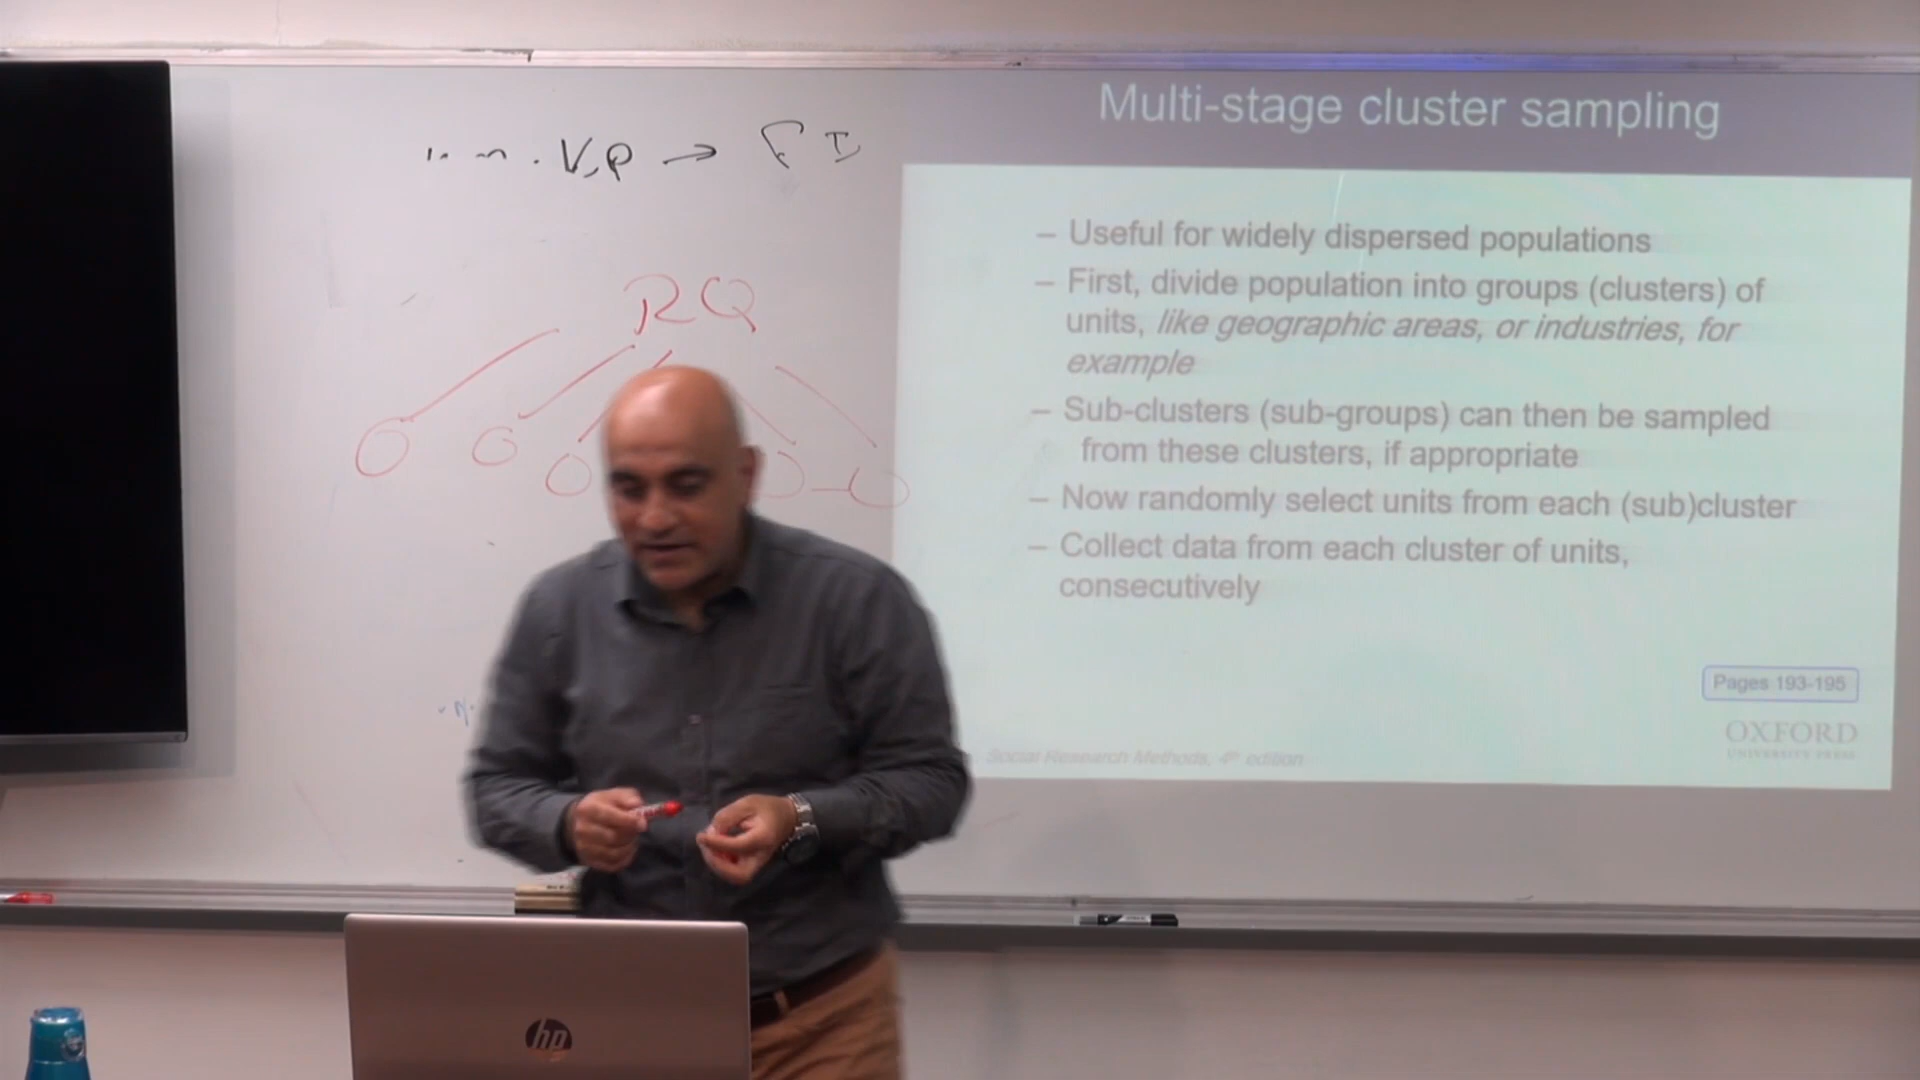 V,P →
RQ
Multi-stage cluster sampling
– Useful for widely dispersed populations
– First, divide population into groups (clusters) of
units, like geographic areas, or industries, for
example
– Sub-clusters (sub-groups) can then be sampled
from these clusters, if appropriate
– Now randomly select units from each (sub)cluster
– Collect data from each cluster of units,
consecutively
Pages 193-195
OXFORD
UNIVERSITY PRESS
Social Research Methods, 4th edition
hp